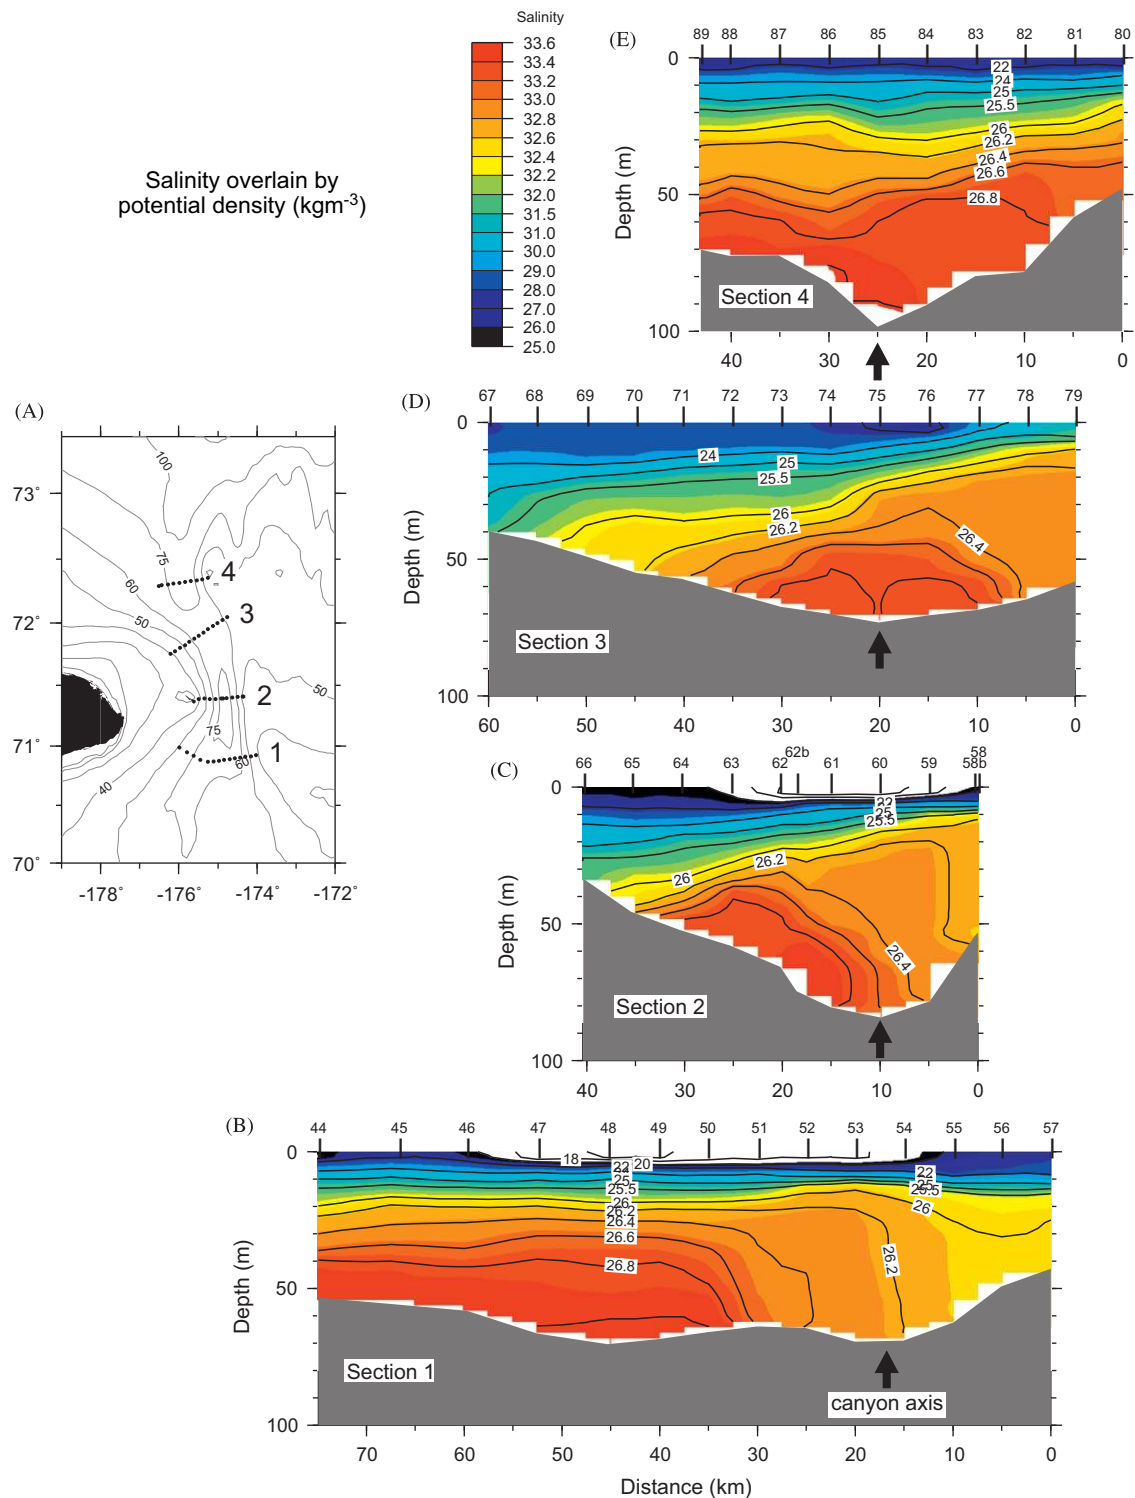 Salinity
33.6
33.4
33.2
33.0
32.8
32.6
32.4
32.2
32.0
31.5
31.0
30.0
29.0
28.0
27.0
26.0
25.0
Salinity overlain by
potential density (kgm-3)
(E)
89 88 87 86 85 84 83 82 81 80
0
50
100
Depth (m)
22
24
25
25.5
26
26.2
26.4
26.6
26.8
Section 4
40 30 20 10 0
(A)
73°
72°
71°
70°
-178° -176° -174° -172°
100
75
60
50
4
3
2
50
75
1
60
40
(D)
67 68 69 70 71 72 73 74 75 76 77 78 79
0
50
100
Depth (m)
24
25
25.5
26
26.2
26.4
Section 3
60 50 40 30 20 10 0
(C)
66 65 64 63 62 62b 61 60 59 58
58b
0
50
100
Depth (m)
22
25
25.5
26.2
26
26.4
Section 2
40 30 20 10 0
(B)
44 45 46 47 48 49 50 51 52 53 54 55 56 57
0
50
100
Depth (m)
18
20
22
25
25.5
26
26.2
26.4
26.6
26.8
22
25
25.5
26
26.2
Section 1
canyon axis
70 60 50 40 30 20 10 0
Distance (km)